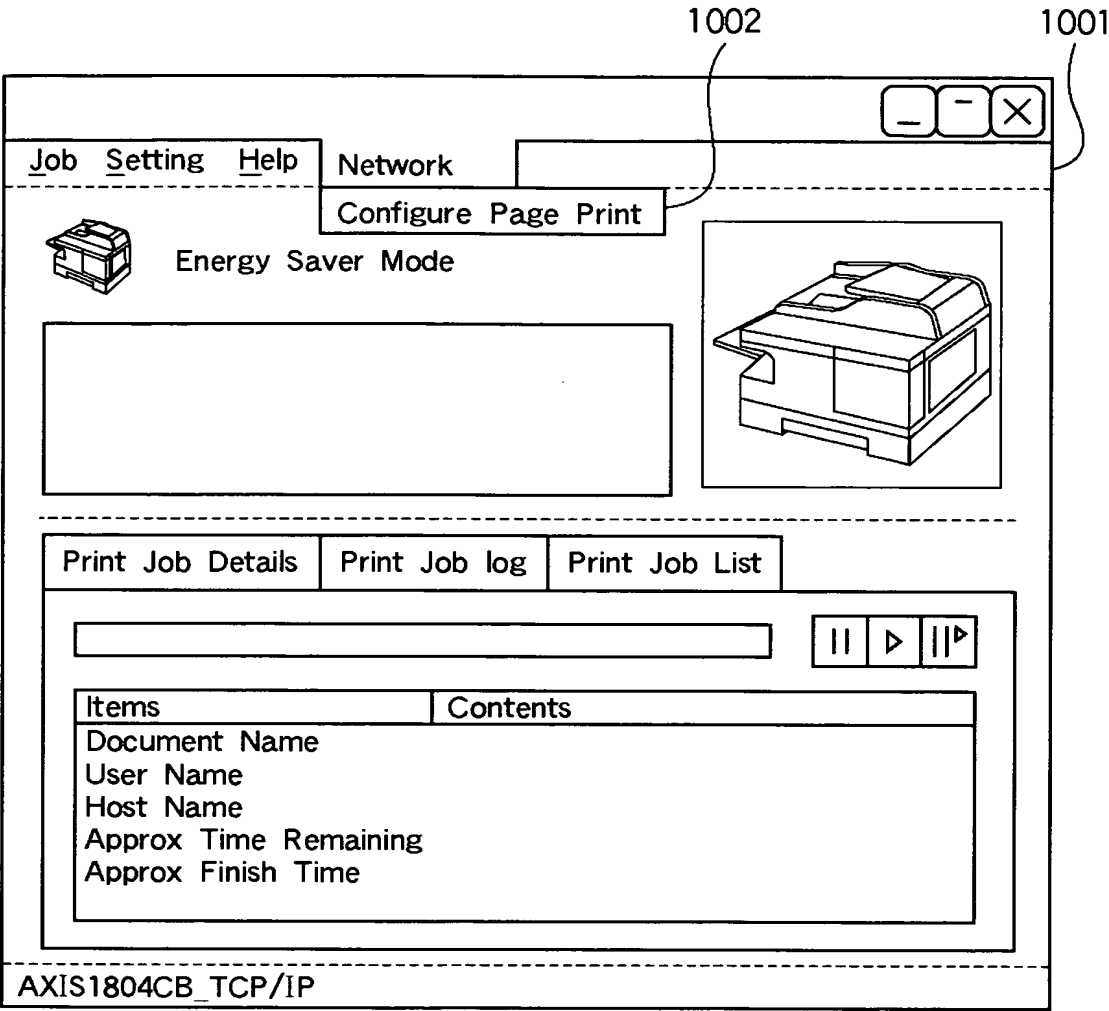 1002 1001
Job Setting Help Network
Configure Page Print
Energy Saver Mode
Print Job Details Print Job log Print Job List
Items Contents
Document Name
User Name
Host Name
Approx Time Remaining
Approx Finish Time
AXIS1804CB_TCP/IP